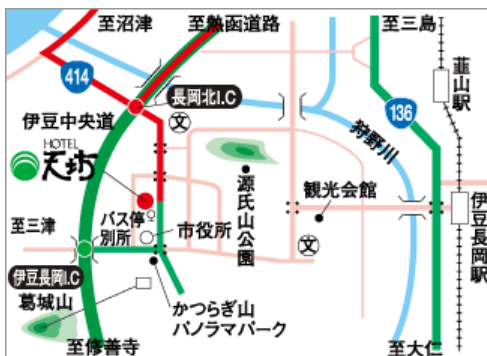 至沼津
至熱函道路
至三島
414
長岡北I.C
韮山駅
136
伊豆中央道
文
狩野川
HOTEL
天坊
源氏山公園
観光会館
バス停
別所
市役所
至三津
文
伊豆長岡駅
伊豆長岡I.C
葛城山
かつらぎ山
パノラマパーク
至修善寺
至大仁